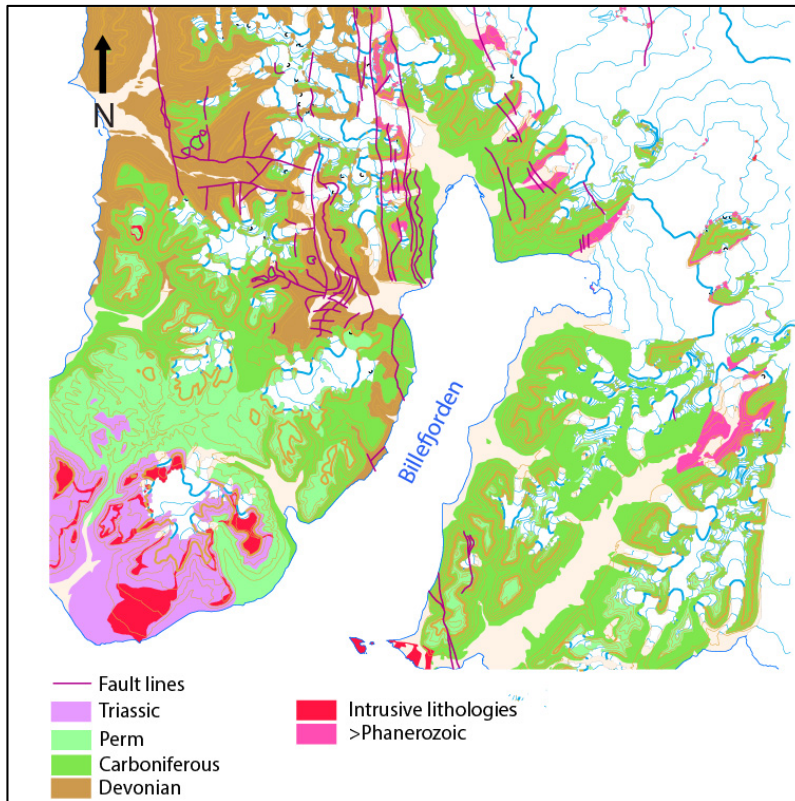 N
Billefjorden
Fault lines
Triassic
Perm
Carboniferous
Devonian
Intrusive lithologies
>Phanerozoic